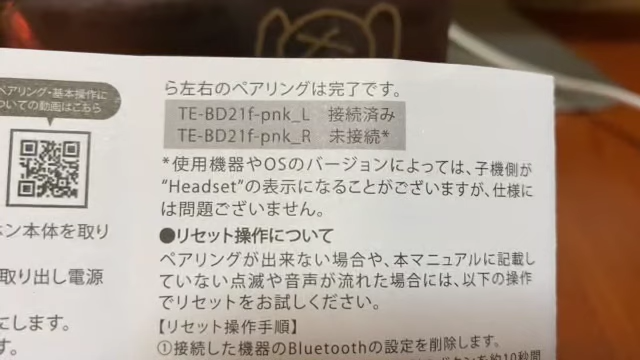 ペアリング・基本操作に
ついての動画はこちら
ホン本体を取り
取り出し電源
にします。
す。
ら左右のペアリングは完了です。
TE-BD21f-pnk_L 接続済み
TE-BD21f-pnk_R 未接続*
*使用機器やOSのバージョンによっては、子機側が
“Headset”の表示になることがございますが、仕様に
は問題ございません。
●リセット操作について
ペアリングが出来ない場合や、本マニュアルに記載し
ていない点滅や音声が流れた場合には、以下の操作
でリセットをお試しください。
【リセット操作手順】
①接続した機器のBluetoothの設定を削除します。
ボタンを約10秒間